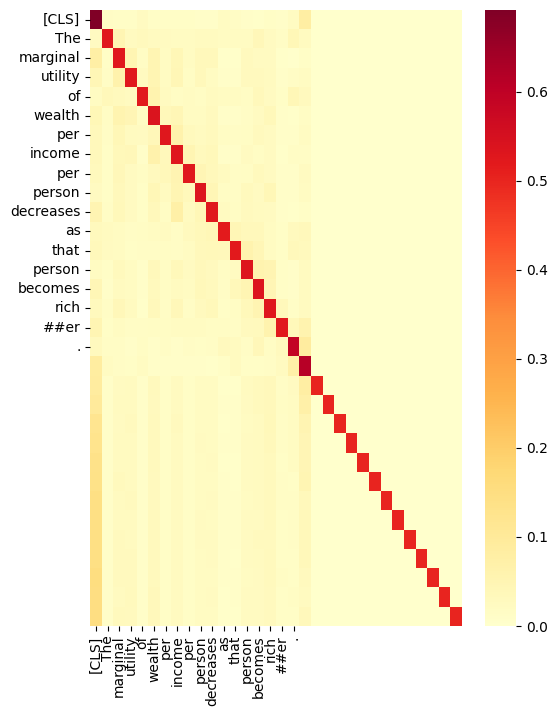 [CLS]
The
marginal
utility
of
wealth
per
income
per
person
decreases
as
that
person
becomes
rich
##er
.
[CLS]
The
marginal
utility
of
wealth
per
income
per
person
decreases
as
that
person
becomes
rich
##er
.
0.6
0.5
0.4
0.3
0.2
0.1
0.0